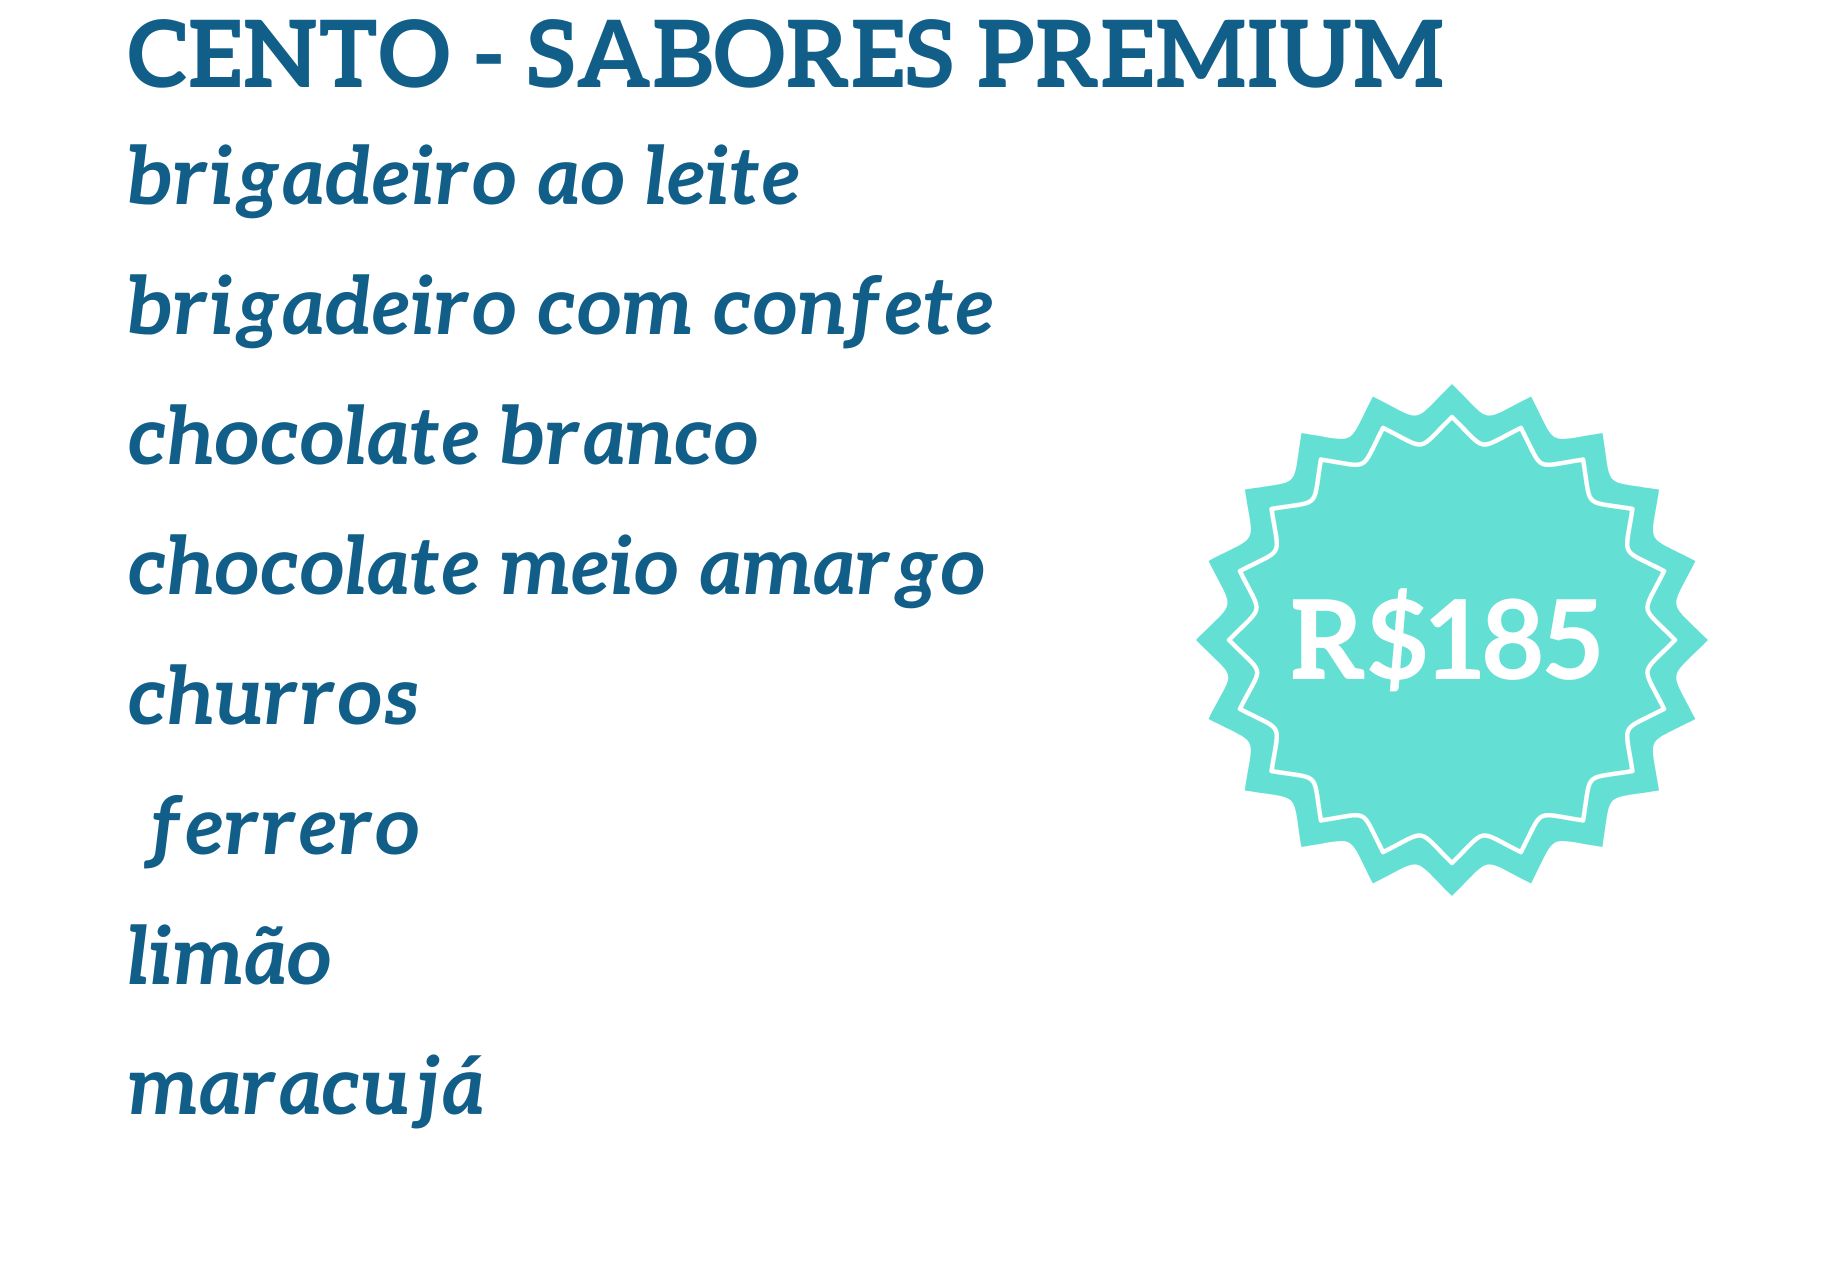 CENTO - SABORES PREMIUM
brigadeiro ao leite
brigadeiro com confete
chocolate branco
chocolate meio amargo
churros
ferrero
limão
maracujá
R$185